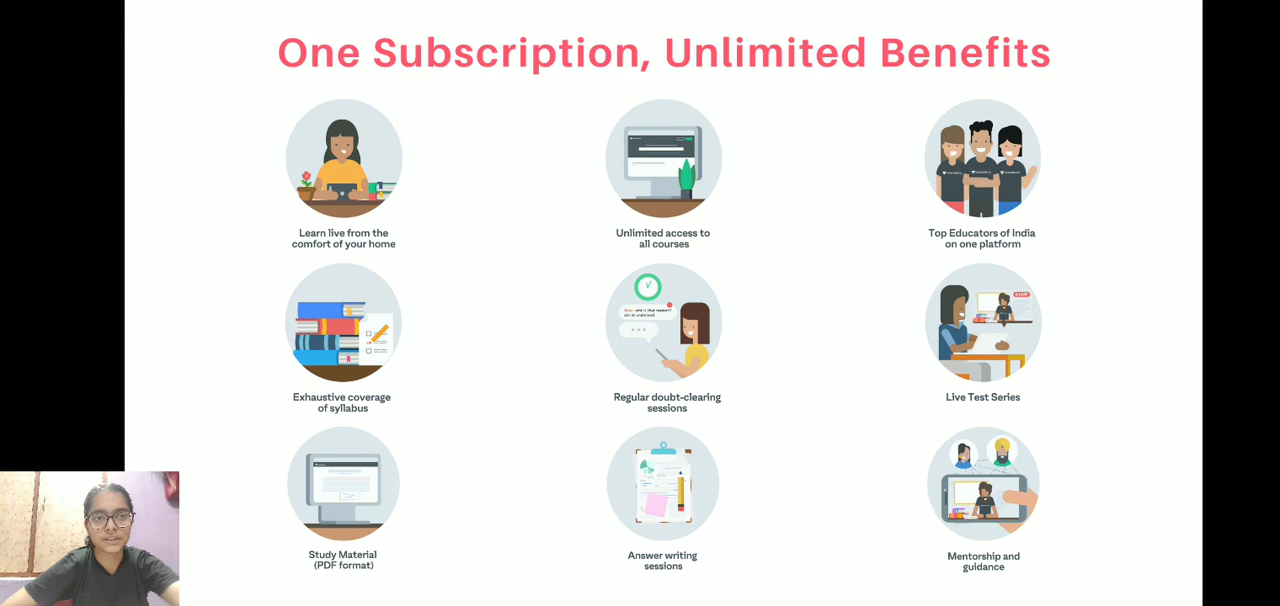 One Subscription, Unlimited Benefits
Learn live from the
comfort of your home
Unlimited access to
all courses
Top Educators of India
on one platform
Exhaustive coverage
of syllabus
Regular doubt-clearing
sessions
Live Test Series
Study Material
(PDF format)
Answer writing
sessions
Mentorship and
guidance